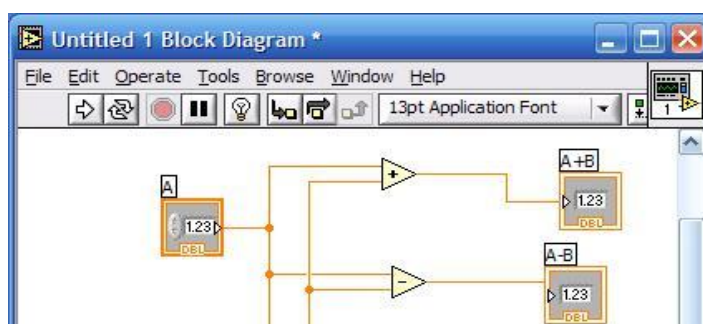 Untitled 1 Block Diagram *
File Edit Operate Tools Browse Window Help
13pt Application Font
1
A
1.23
DBL
A+B
1.23
DBL
A-B
1.23
DBL